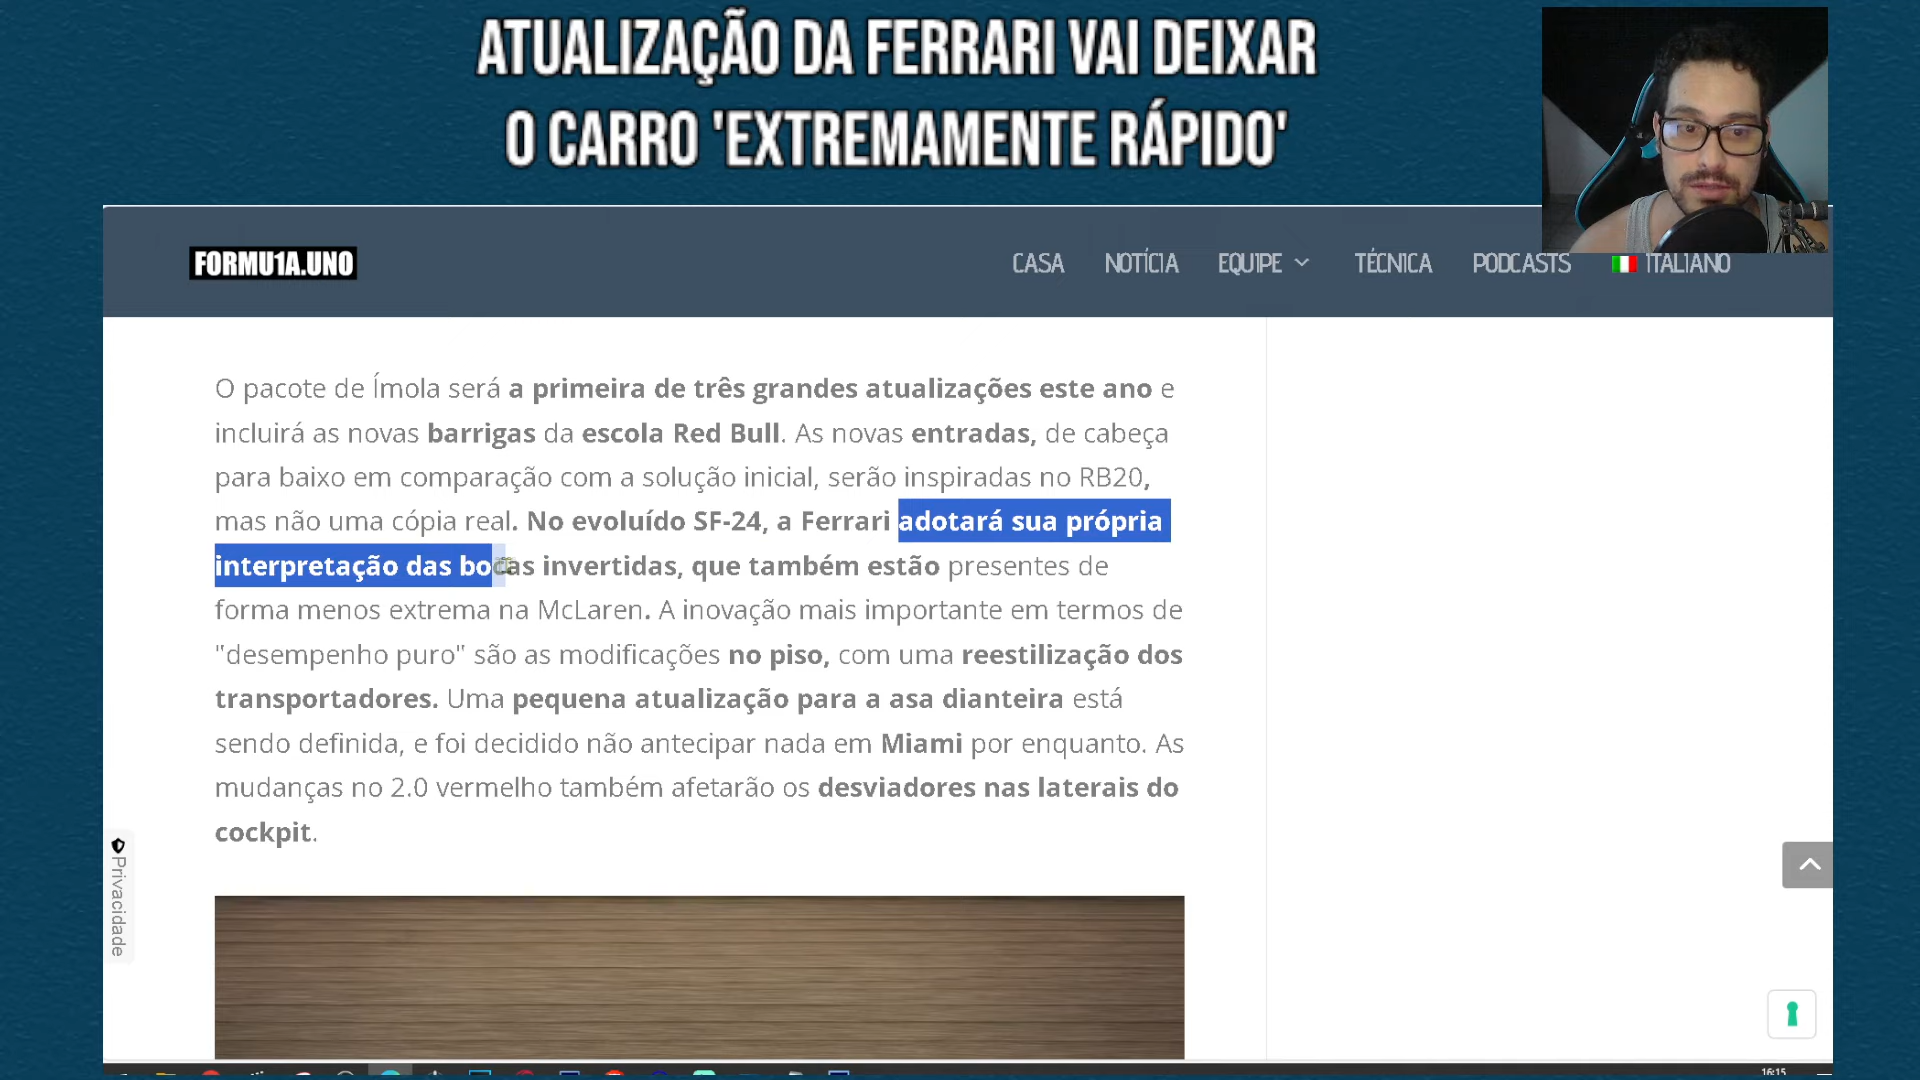 ATUALIZAÇÃO DA FERRARI VAI DEIXAR
O CARRO 'EXTREMAMENTE RÁPIDO'
FORMU1A.UNO
CASA NOTÍCIA EQUIPE TÉCNICA PODCASTS ITALIANO
O pacote de Ímola será a primeira de três grandes atualizações este ano e
incluirá as novas barrigas da escola Red Bull. As novas entradas, de cabeça
para baixo em comparação com a solução inicial, serão inspiradas no RB20,
mas não uma cópia real. No evoluído SF-24, a Ferrari adotará sua própria
interpretação das bocas invertidas, que também estão presentes de
forma menos extrema na McLaren. A inovação mais importante em termos de
"desempenho puro" são as modificações no piso, com uma reestilização dos
transportadores. Uma pequena atualização para a asa dianteira está
sendo definida, e foi decidido não antecipar nada em Miami por enquanto. As
mudanças no 2.0 vermelho também afetarão os desviadores nas laterais do
cockpit.
Privacidade
16:15